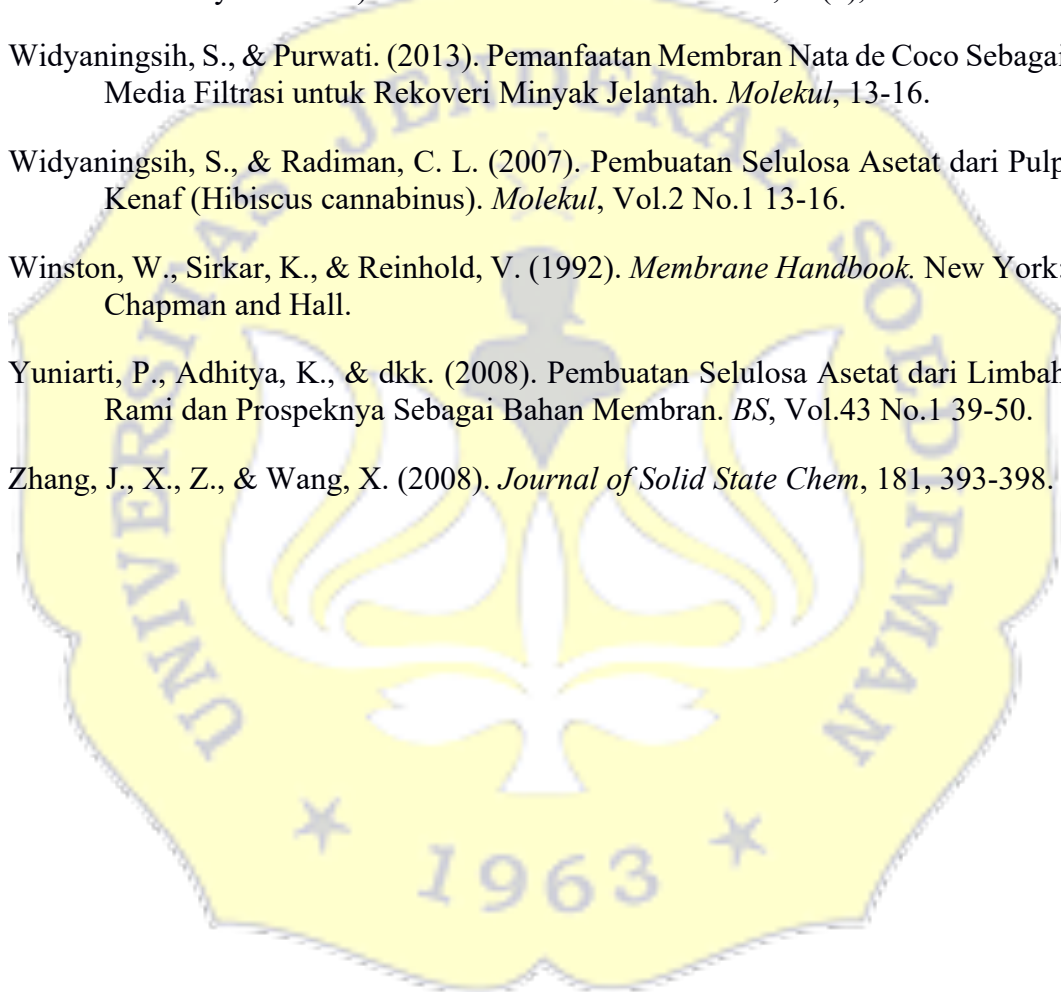 Widyaningsih, S., & Purwati. (2013). Pemanfaatan Membran Nata de Coco Sebagai
Media Filtrasi untuk Rekoveri Minyak Jelantah. Molekul, 13-16.
Widyaningsih, S., & Radiman, C. L. (2007). Pembuatan Selulosa Asetat dari Pulp
Kenaf (Hibiscus cannabinus). Molekul, Vol.2 No.1 13-16.
Winston, W., Sirkar, K., & Reinhold, V. (1992). Membrane Handbook. New York:
Chapman and Hall.
Yuniarti, P., Adhitya, K., & dkk. (2008). Pembuatan Selulosa Asetat dari Limbah
Rami dan Prospeknya Sebagai Bahan Membran. BS, Vol.43 No.1 39-50.
Zhang, J., X., Z., & Wang, X. (2008). Journal of Solid State Chem, 181, 393-398.
UNIVERSITAS JENDERAL SOEDIRMAN
1963